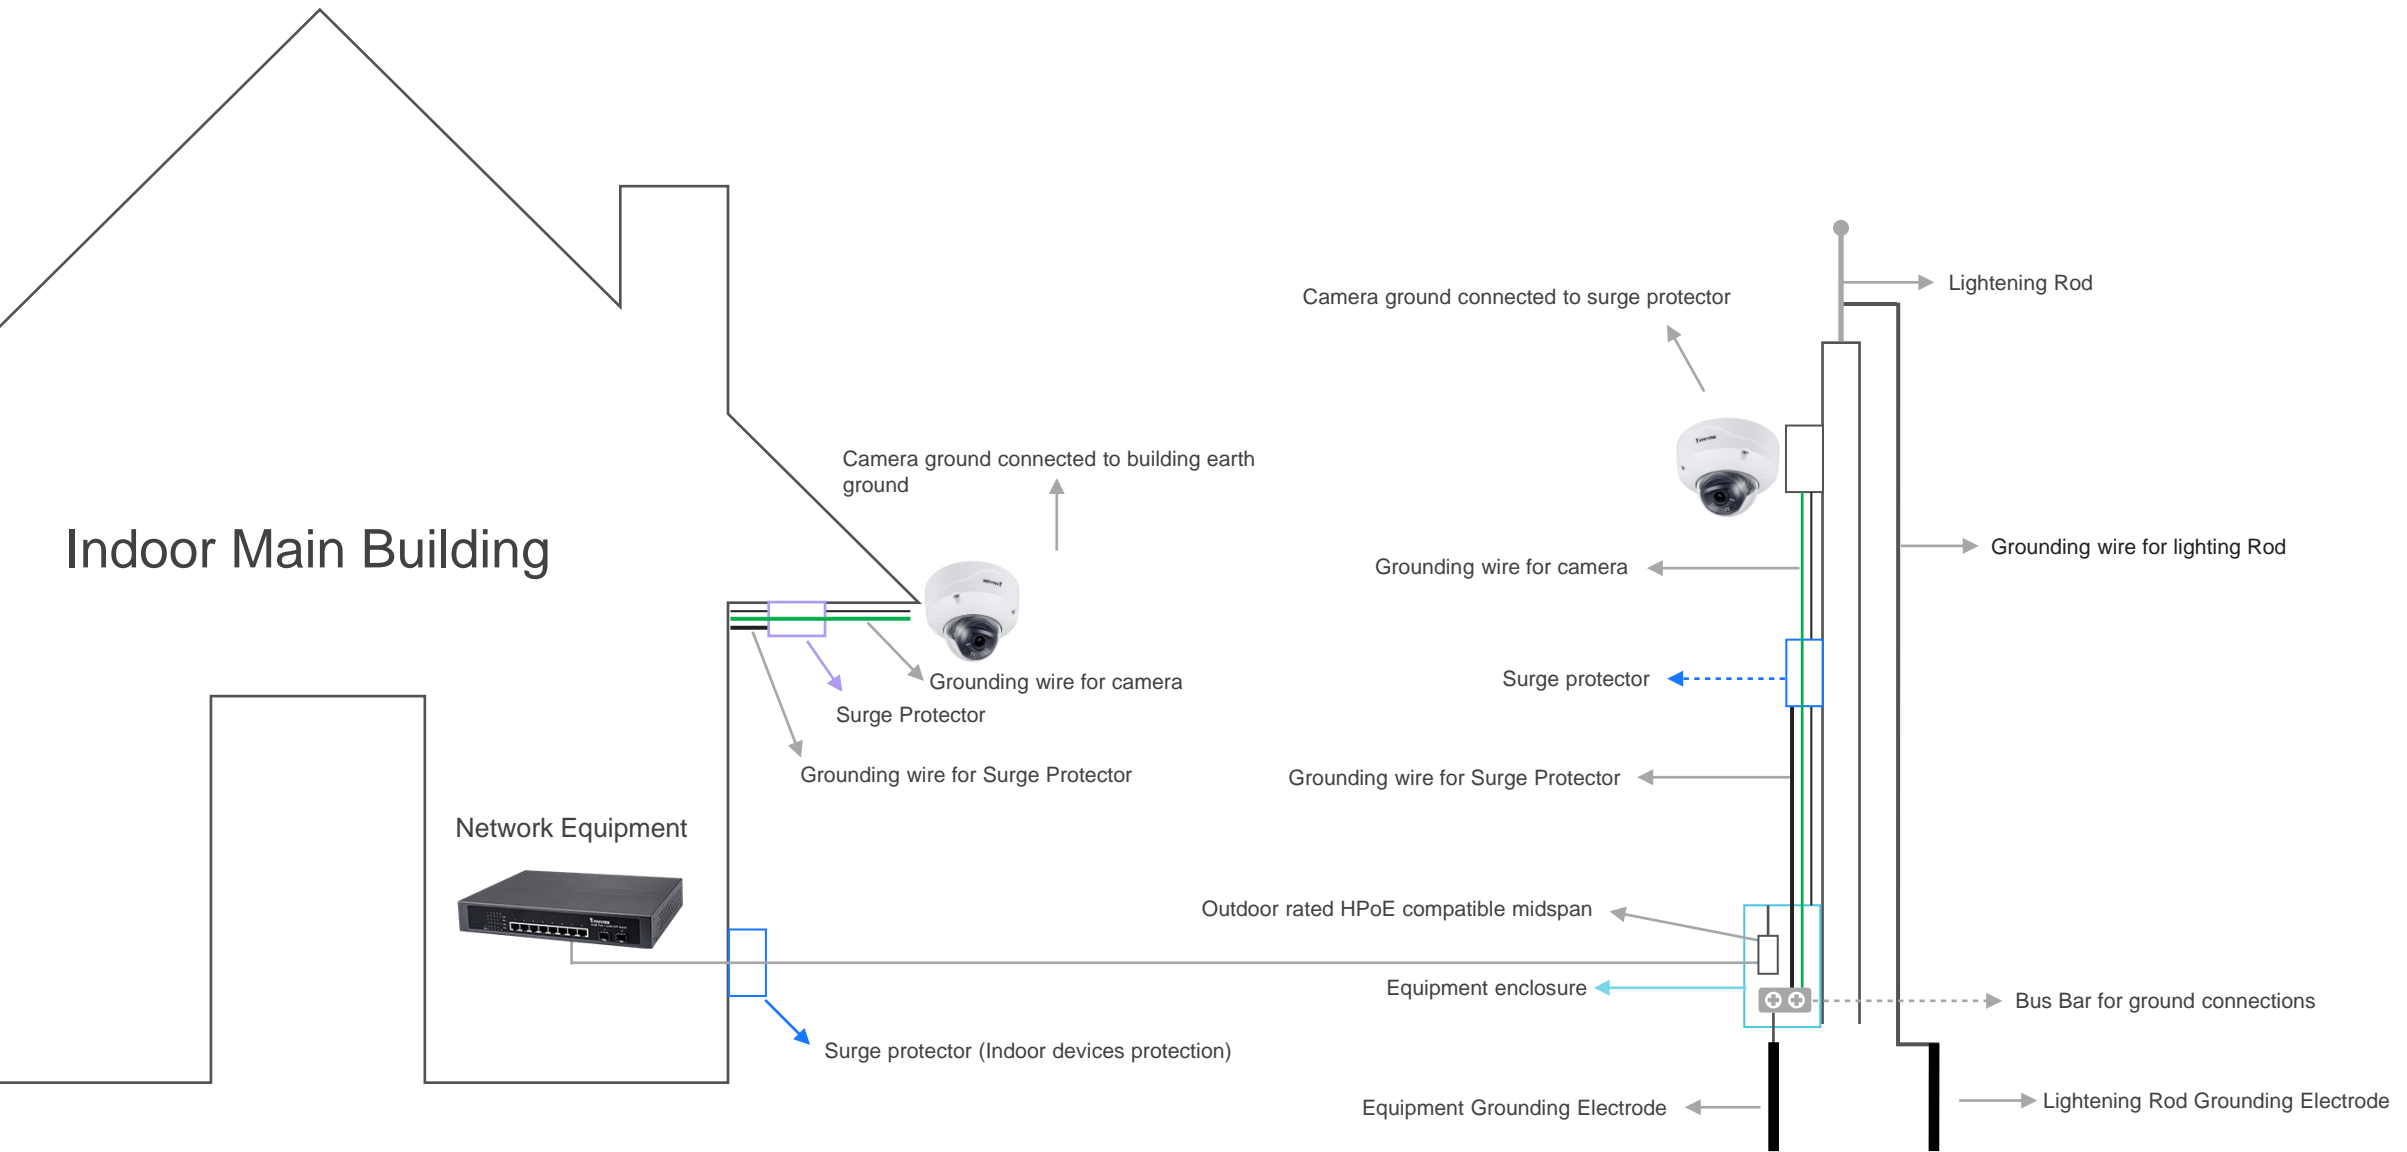 Lightening Rod
Camera ground connected to surge protector
Camera ground connected to building earth
ground
Indoor Main Building
Grounding wire for lighting Rod
Grounding wire for camera
Surge protector
Grounding wire for camera
Surge Protector
Grounding wire for Surge Protector
Grounding wire for Surge Protector
Network Equipment
Outdoor rated HPoE compatible midspan
Equipment enclosure
Bus Bar for ground connections
Surge protector (Indoor devices protection)
Equipment Grounding Electrode
Lightening Rod Grounding Electrode